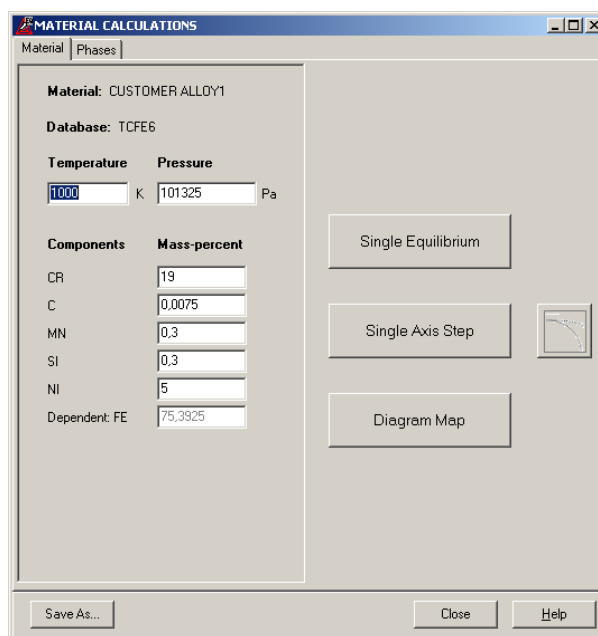 MATERIAL CALCULATIONS
Material Phases
Material: CUSTOMER ALLOY1
Database: TCFE6
Temperature Pressure
1000 K 101325 Pa
Components Mass-percent
CR 19
C 0,0075
MN 0,3
SI 0,3
NI 5
Dependent: FE 75,3925
Single Equilibrium
Single Axis Step
Diagram Map
Save As... Close Help